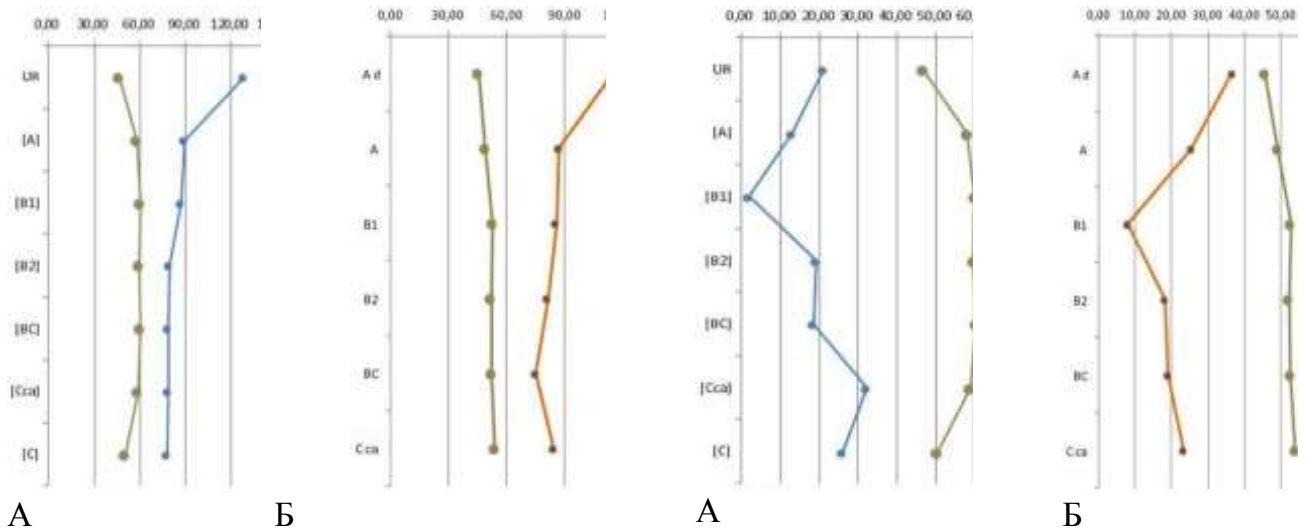 0,00 30,00 60,00 90,00 120,00
UR
[A]
[B1]
[B2]
[BC]
[Cca]
[C]
А
0,00 30,00 60,00 90,00
A d
A
B1
B2
BC
C ca
Б
0,00 10,00 20,00 30,00 40,00 50,00
UR
[A]
[B1]
[B2]
[BC]
[Cca]
[C]
А
0,00 10,00 20,00 30,00 40,00 50,00
A d
A
B1
B2
BC
C ca
Б